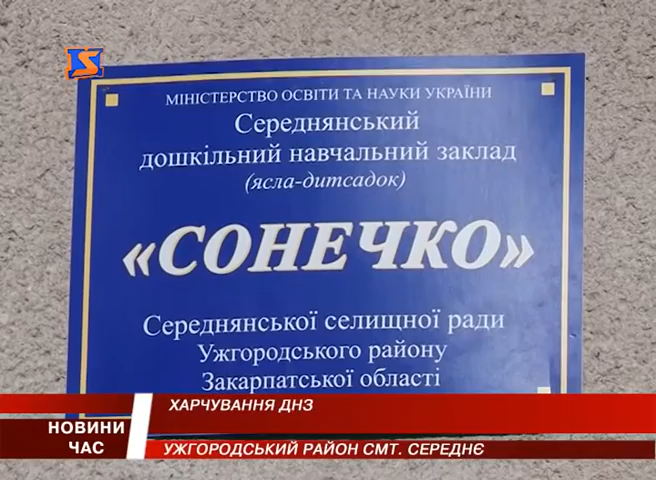 МІНІСТЕРСТВО ОСВІТИ ТА НАУКИ УКРАЇНИ
Середнянський
дошкільний навчальний заклад
(ясла-дитсадок)
«СОНЕЧКО»
Середнянської селищної ради
Ужгородського району
Закарпатської області
ХАРЧУВАННЯ ДНЗ
НОВИНИ
ЧАС
УЖГОРОДСЬКИЙ РАЙОН СМТ. СЕРЕДНЄ